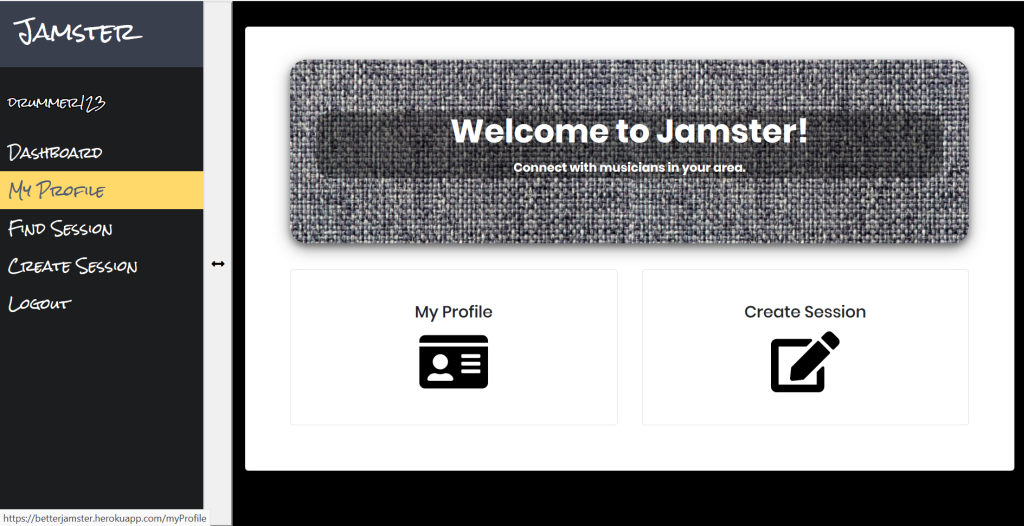 Jamster
drummer123
Dashboard
My Profile
Find Session
Create Session
Logout
Welcome to Jamster!
Connect with musicians in your area.
My Profile
Create Session
https://betterjamster.herokuapp.com/myProfile